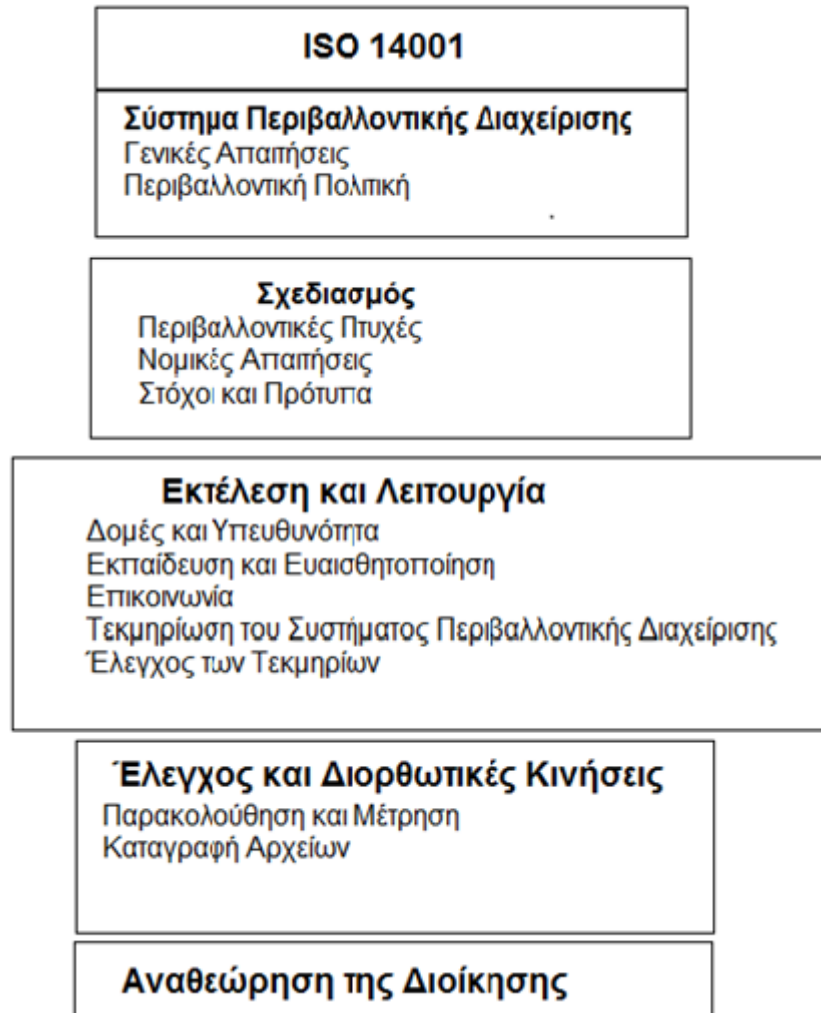 ISO 14001
Σύστημα Περιβαλλοντικής Διαχείρισης
Γενικές Απαιτήσεις
Περιβαλλοντική Πολιτική
Σχεδιασμός
Περιβαλλοντικές Πτυχές
Νομικές Απαιτήσεις
Στόχοι και Πρότυπα
Εκτέλεση και Λειτουργία
Δομές και Υπευθυνότητα
Εκπαίδευση και Ευαισθητοποίηση
Επικοινωνία
Τεκμηρίωση του Συστήματος Περιβαλλοντικής Διαχείρισης
Έλεγχος των Τεκμηρίων
Έλεγχος και Διορθωτικές Κινήσεις
Παρακολούθηση και Μέτρηση
Καταγραφή Αρχείων
Αναθεώρηση της Διοίκησης